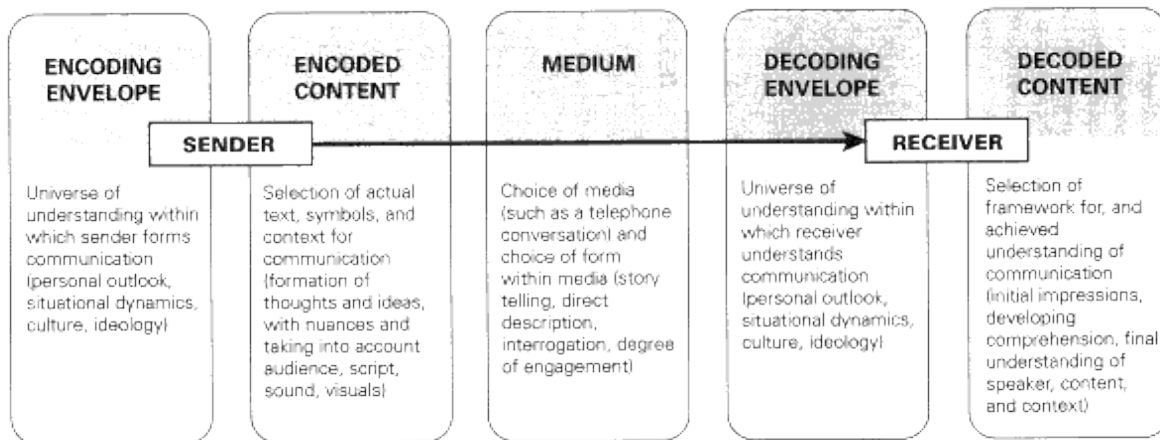 ENCODING
ENVELOPE
ENCODED
CONTENT
MEDIUM
DECODING
ENVELOPE
DECODED
CONTENT
SENDER
RECEIVER
Universe of
understanding within
which sender forms
communication
(personal outlook,
situational dynamics,
culture, ideology)
Selection of actual
text, symbols, and
context for
communication
(formation of
thoughts and ideas,
with nuances and
taking into account
audience, script,
sound, visuals)
Choice of media
(such as a telephone
conversation) and
choice of form
within media (story
telling, direct
description,
interrogation, degree
of engagement)
Universe of
understanding within
which receiver
understands
communication
(personal outlook,
situational dynamics,
culture, ideology)
Selection of
framework for, and
achieved
understanding of
communication
(initial impressions,
developing
comprehension, final
understanding of
speaker, content,
and context)